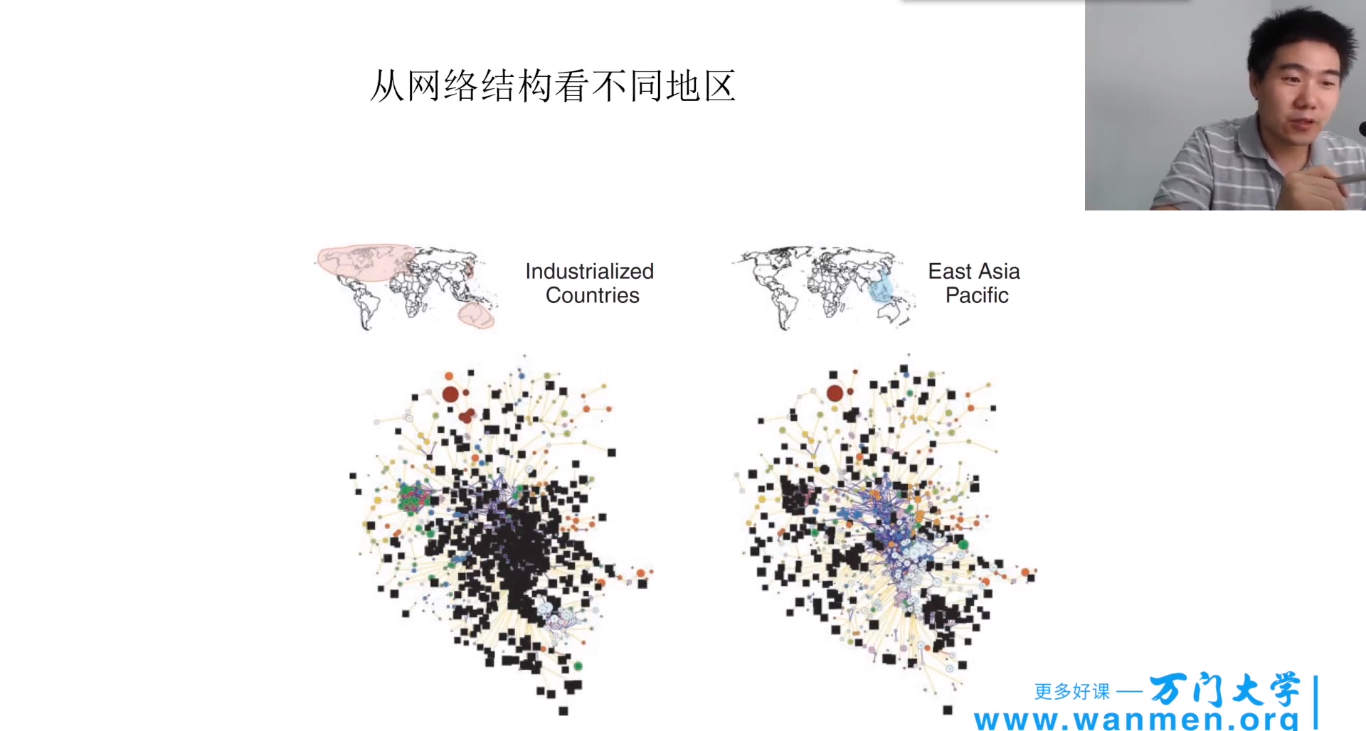 从网络结构看不同地区
Industrialized
Countries
East Asia
Pacific
更多好课 — 万门大学
www.wanmen.org